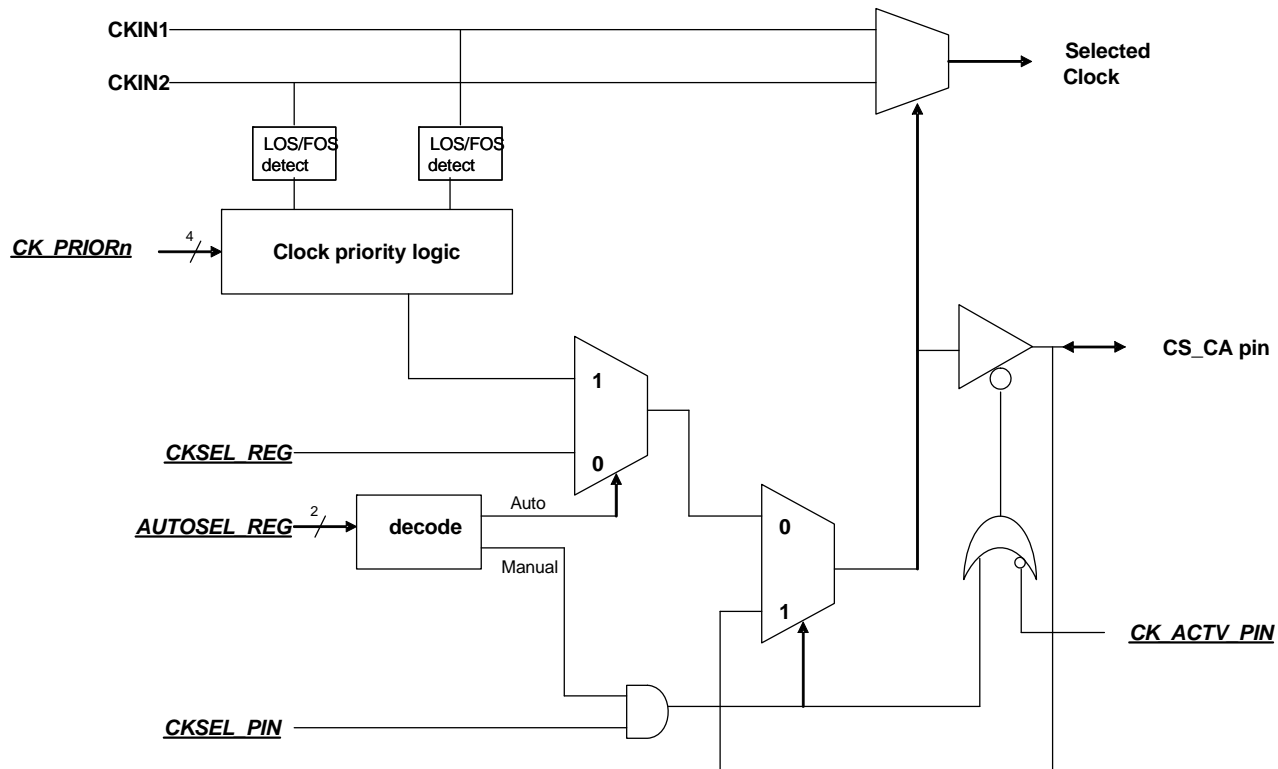 CKIN1
CKIN2
Selected
Clock
LOS/FOS
detect
LOS/FOS
detect
CK_PRIORn
4
Clock priority logic
CS_CA pin
1
CKSEL_REG
0
AUTOSEL_REG
2
decode
Auto
Manual
0
1
CK_ACTV_PIN
CKSEL_PIN